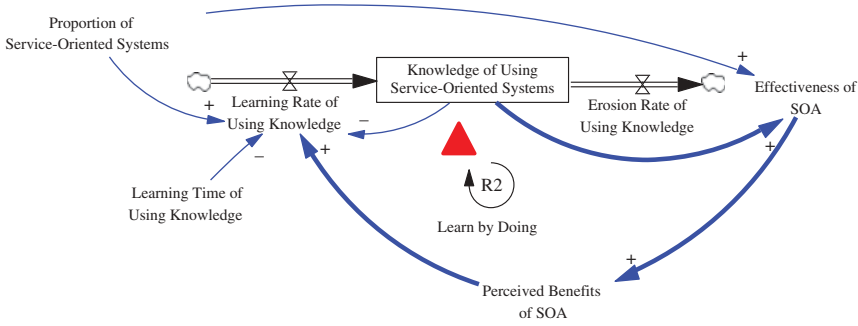 Proportion of
Service-Oriented Systems
+
Knowledge of Using
Service-Oriented Systems
Effectiveness of
SOA
+
Learning Rate of
Using Knowledge
Erosion Rate of
Using Knowledge
−
+
−
+
+
Learning Time of
Using Knowledge
R2
Learn by Doing
+
Perceived Benefits
of SOA